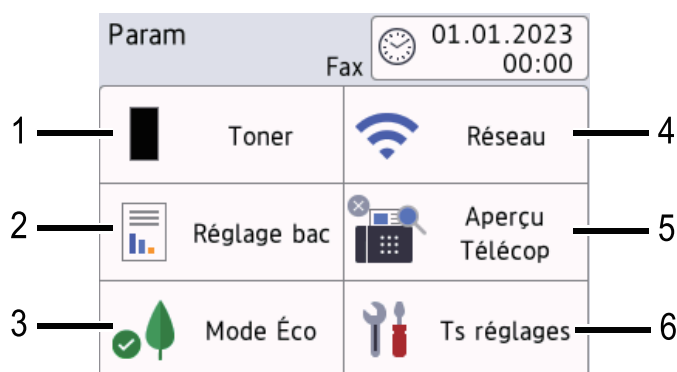 Param
Fax
01.01.2023
00:00
1
Toner
Réseau
4
2
Réglage bac
Aperçu
Télécop
5
3
Mode Éco
Ts réglages
6